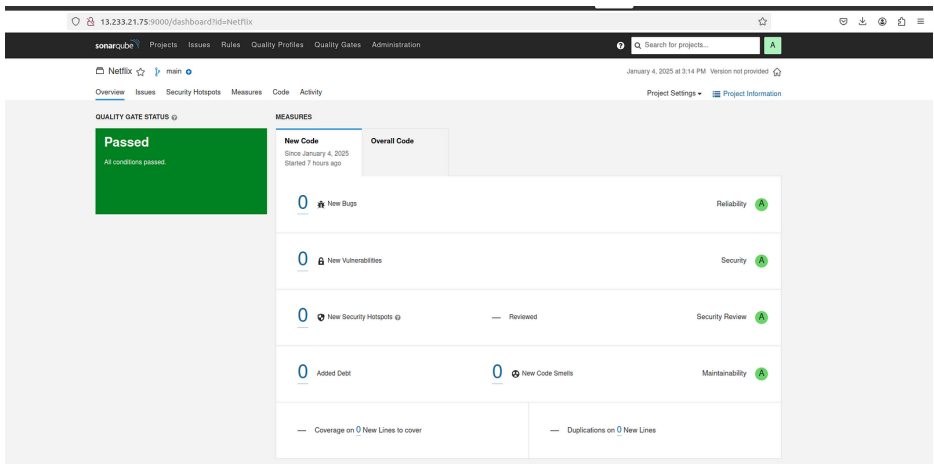 13.233.21.75:9000/dashboard?id=Netflix
sonarqube Projects Issues Rules Quality Profiles Quality Gates Administration Search for projects... A
Netflix main January 4, 2025 at 3:14 PM Version not provided
Overview Issues Security Hotspots Measures Code Activity Project Settings Project Information
QUALITY GATE STATUS MEASURES
Passed
All conditions passed.
New Code Overall Code
Since January 4, 2025
Started 7 hours ago
0 New Bugs Reliability A
0 New Vulnerabilities Security A
0 New Security Hotspots — Reviewed Security Review A
0 Added Debt 0 New Code Smells Maintainability A
— Coverage on 0 New Lines to cover — Duplications on 0 New Lines